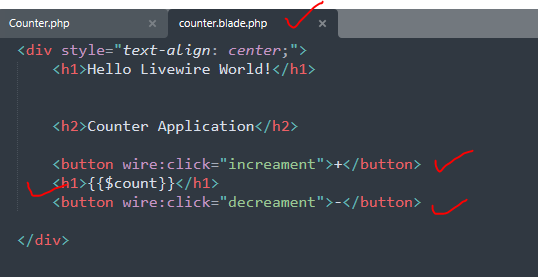 Counter.php × counter.blade.php ×
<div style="text-align: center;">
<h1>Hello Livewire World!</h1>
<h2>Counter Application</h2>
<button wire:click="increament">+</button>
<h1>{{$count}}</h1>
<button wire:click="decreament">-</button>
</div>